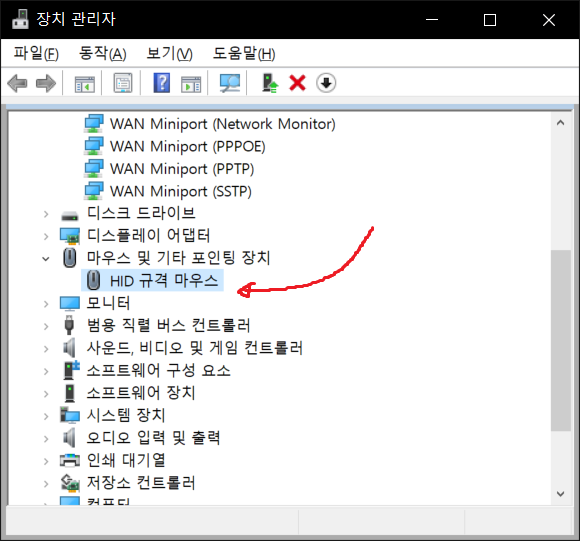 장치 관리자
파일(F) 동작(A) 보기(V) 도움말(H)
WAN Miniport (Network Monitor)
WAN Miniport (PPPOE)
WAN Miniport (PPTP)
WAN Miniport (SSTP)
디스크 드라이브
디스플레이 어댑터
마우스 및 기타 포인팅 장치
HID 규격 마우스
모니터
범용 직렬 버스 컨트롤러
사운드, 비디오 및 게임 컨트롤러
소프트웨어 구성 요소
소프트웨어 장치
시스템 장치
오디오 입력 및 출력
인쇄 대기열
저장소 컨트롤러
컴퓨터